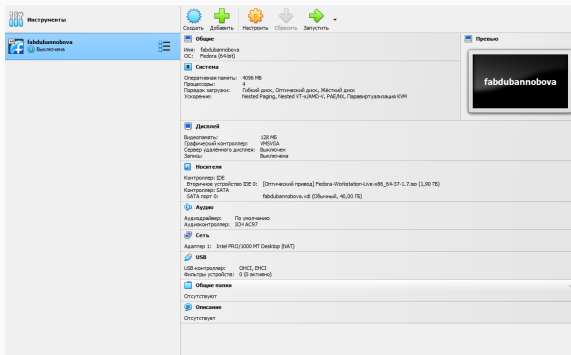 Инструменты
Создать Добавить Настроить Сбросить Запустить
fabdubannobova
Выключена
Общие
Имя: fabdubannobova
ОС: Fedora (64-bit)
Превью
fabdubannobova
Система
Оперативная память: 4096 МБ
Процессоры: 4
Порядок загрузки: Гибкий диск, Оптический диск, Жёсткий диск
Ускорение: Nested Paging, Nested VT-x/AMD-V, PAE/NX, Паравиртуализация KVM
Дисплей
Видеопамять: 128 МБ
Графический контроллер: VMSVGA
Сервер удалённого дисплея: Выключен
Запись: Выключена
Носители
Контроллер: IDE
Вторичное устройство IDE 0: [Оптический привод] Fedora-Workstation-Live-x86_64-37-1.7.iso (1,90 ГБ)
Контроллер: SATA
SATA порт 0: fabdubannobova.vdi (Обычный, 40,00 ГБ)
Аудио
Аудиодрайвер: По умолчанию
Аудиоконтроллер: ICH AC97
Сеть
Адаптер 1: Intel PRO/1000 MT Desktop (NAT)
USB
USB-контроллер: OHCI, EHCI
Фильтры устройств: 0 (0 активно)
Общие папки
Отсутствуют
Описание
Отсутствует